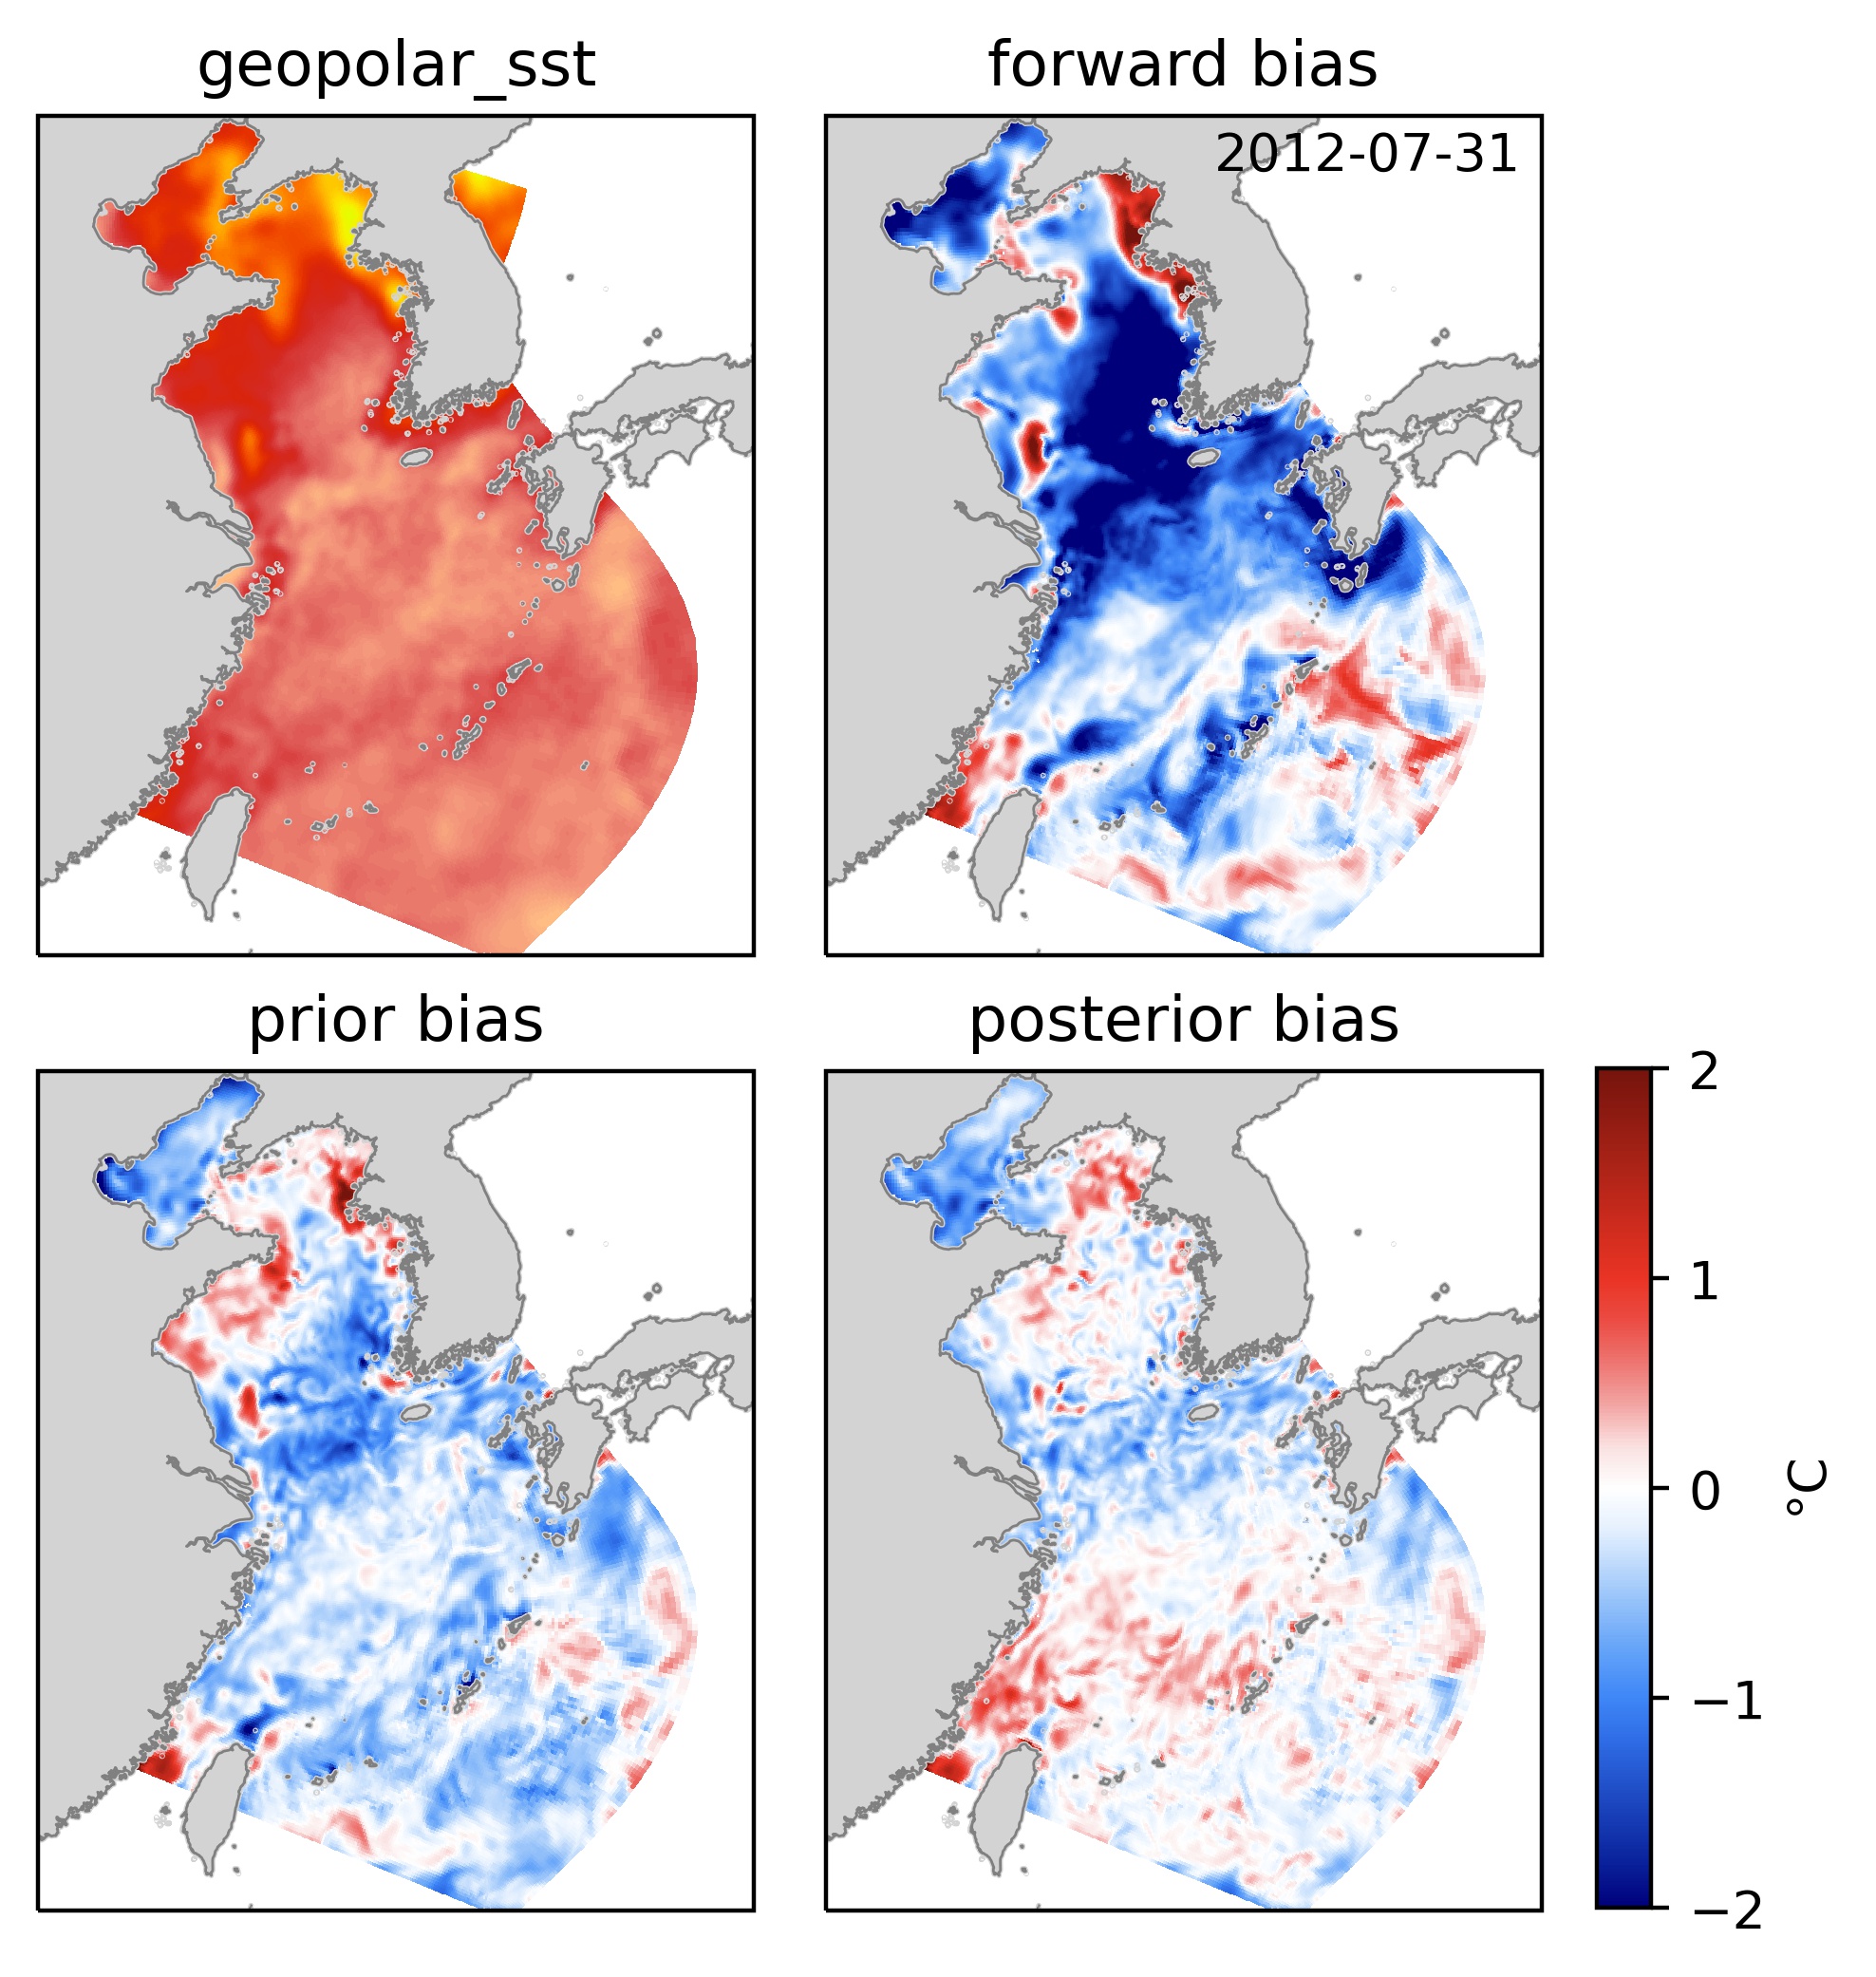 geopolar_sst
forward bias
2012-07-31
prior bias
posterior bias
2
1
0
−1
−2
°C